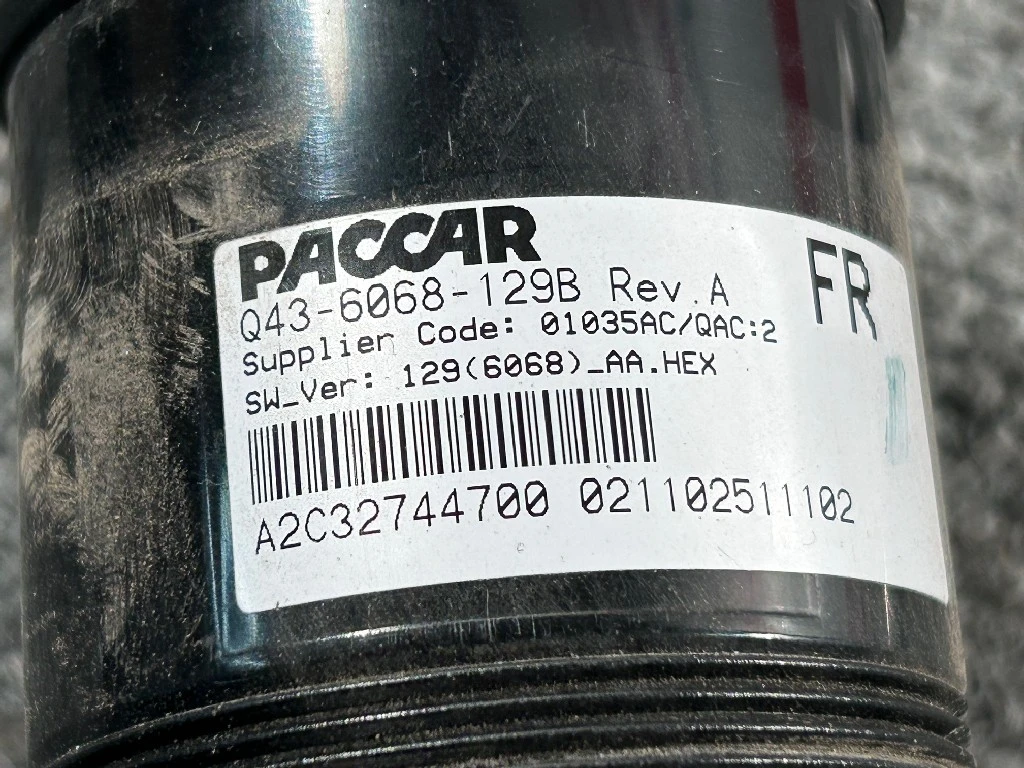 PACCAR
FR
Q43-6068-129B Rev.A
Supplier Code: 01035AC/QAC:2
SW_Ver: 129(6068)_AA.HEX
A2C32744700 021102511102